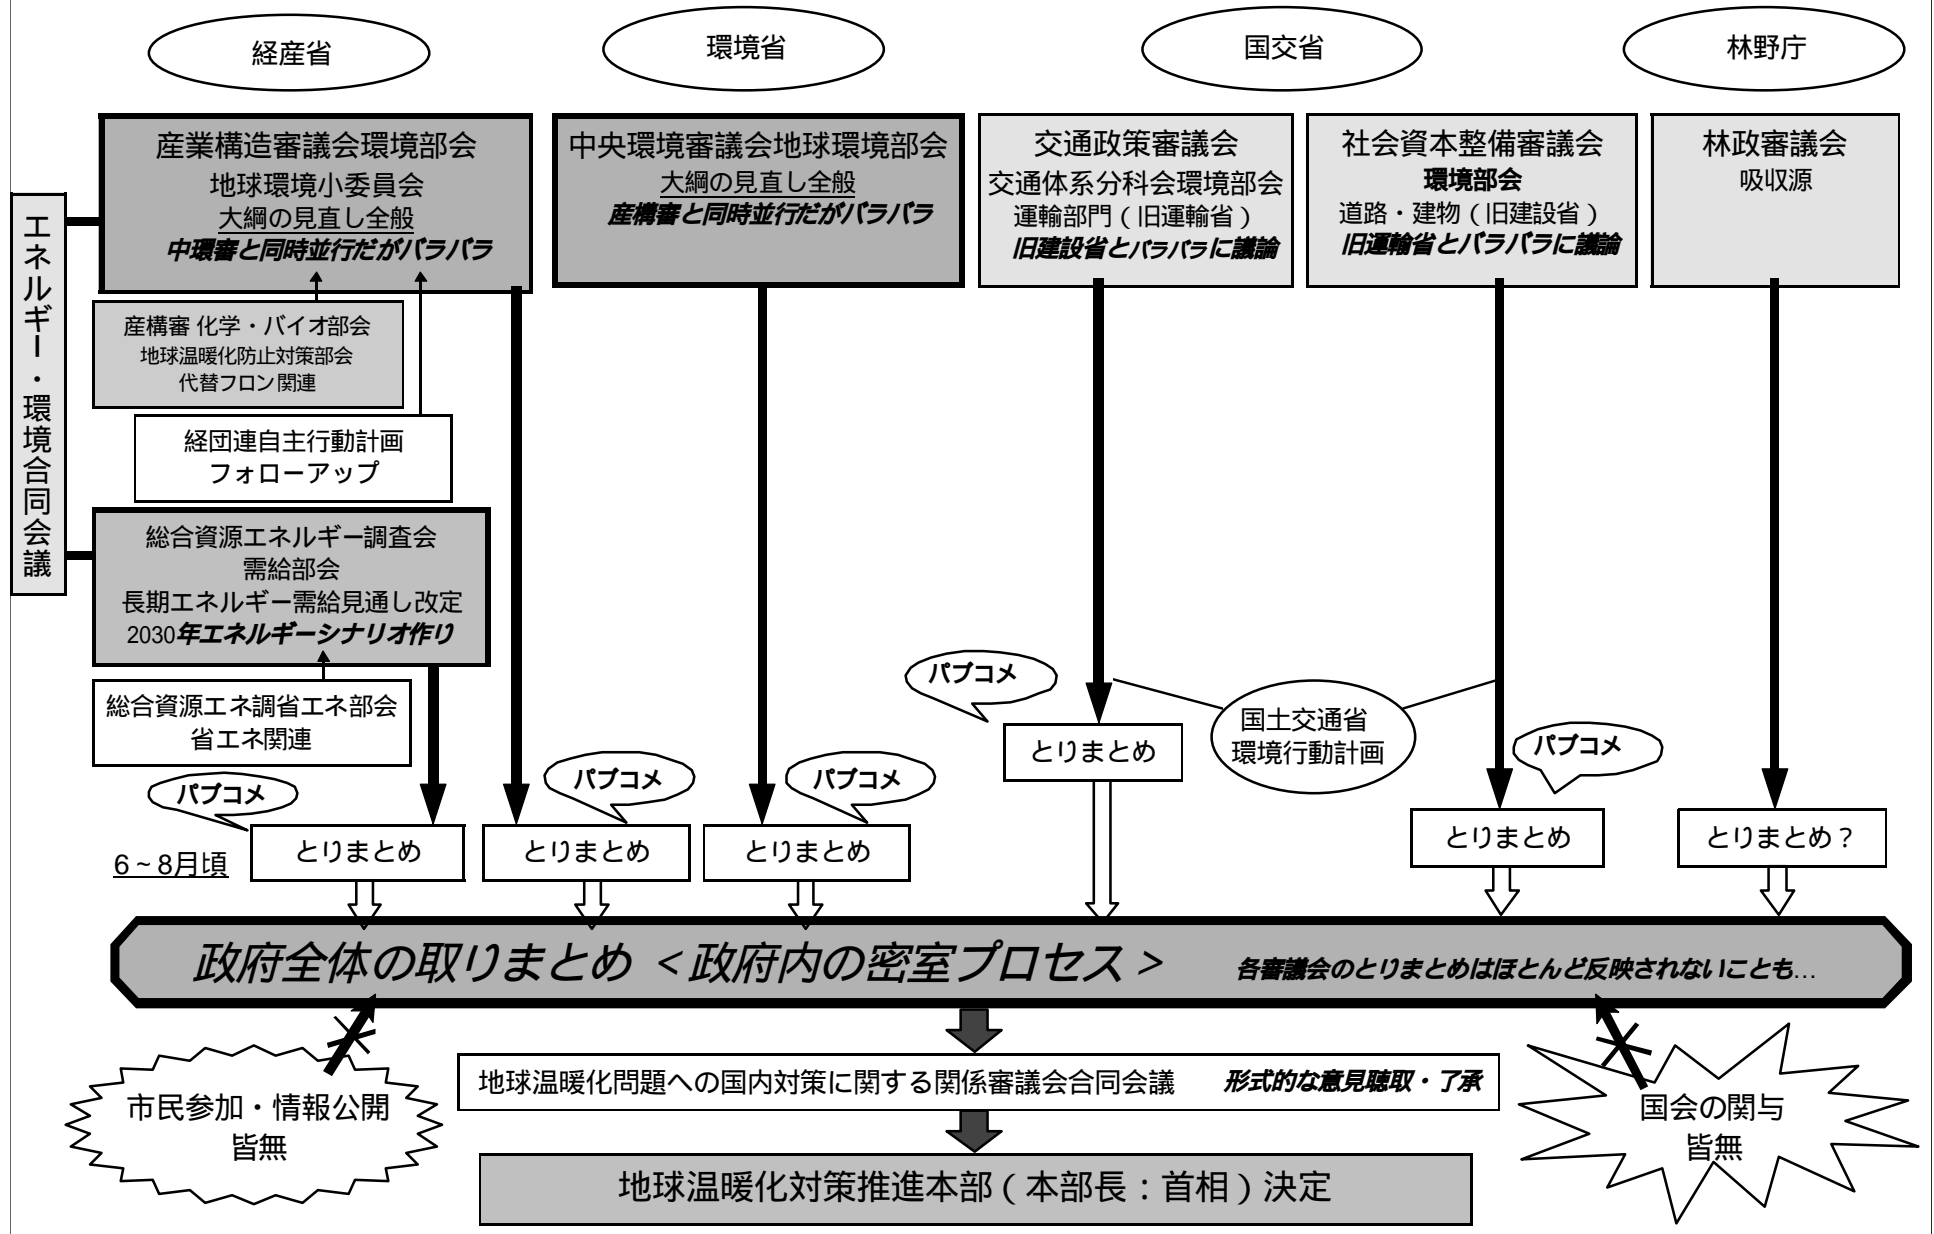 経産省
環境省
国交省
林野庁
産業構造審議会環境部会
地球環境小委員会
大綱の見直し全般
中環審と同時並行だがバラバラ
中央環境審議会地球環境部会
大綱の見直し全般
産構審と同時並行だがバラバラ
交通政策審議会
交通体系分科会環境部会
運輸部門(旧運輸省)
旧建設省とバラバラに議論
社会資本整備審議会
環境部会
道路・建物(旧建設省)
旧運輸省とバラバラに議論
林政審議会
吸収源
エネルギー・環境合同会議
産構審 化学・バイオ部会
地球温暖化防止対策部会
代替フロン関連
経団連自主行動計画
フォローアップ
総合資源エネルギー調査会
需給部会
長期エネルギー需給見通し改定
2030年エネルギーシナリオ作り
総合資源エネ調省エネ部会
省エネ関連
パブコメ
パブコメ
パブコメ
パブコメ
パブコメ
国土交通省
環境行動計画
6~8月頃
とりまとめ
とりまとめ
とりまとめ
とりまとめ
とりまとめ
とりまとめ?
政府全体の取りまとめ <政府内の密室プロセス>
各審議会のとりまとめはほとんど反映されないことも…
市民参加・情報公開
皆無
地球温暖化問題への国内対策に関する関係審議会合同会議 形式的な意見聴取・了承
国会の関与
皆無
地球温暖化対策推進本部(本部長:首相)決定